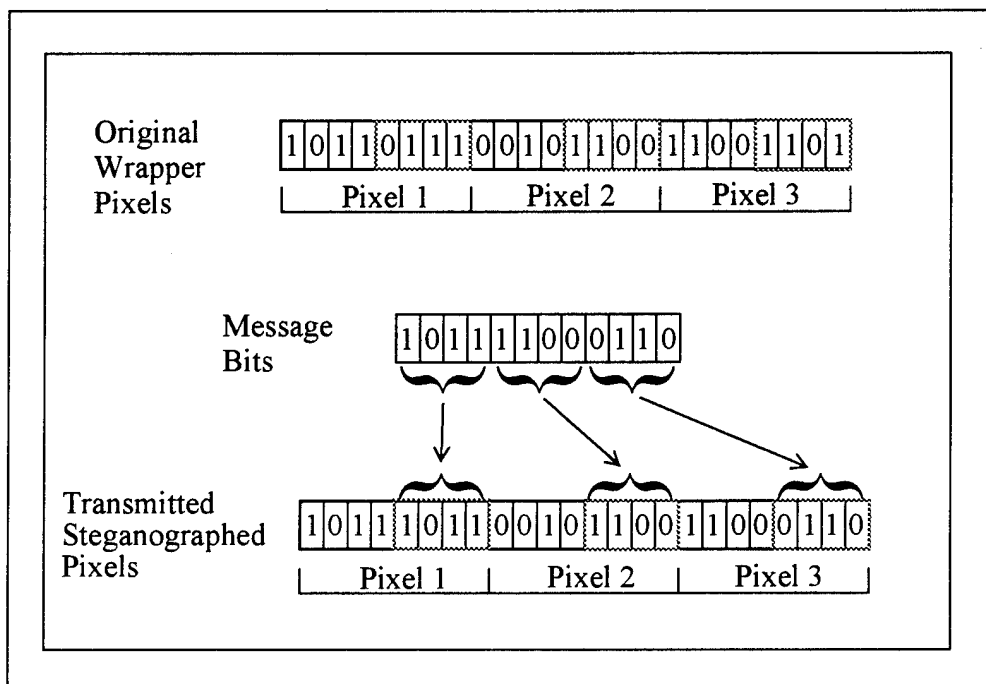 Original
Wrapper
Pixels
1 0 1 1 0 1 1 1 0 0 1 0 1 1 0 0 1 1 0 0 1 1 0 1
Pixel 1 Pixel 2 Pixel 3
Message
Bits
1 0 1 1 1 1 0 0 0 1 1 0
Transmitted
Steganographed
Pixels
1 0 1 1 1 0 1 1 0 0 1 0 1 1 0 0 1 1 0 0 0 1 1 0
Pixel 1 Pixel 2 Pixel 3